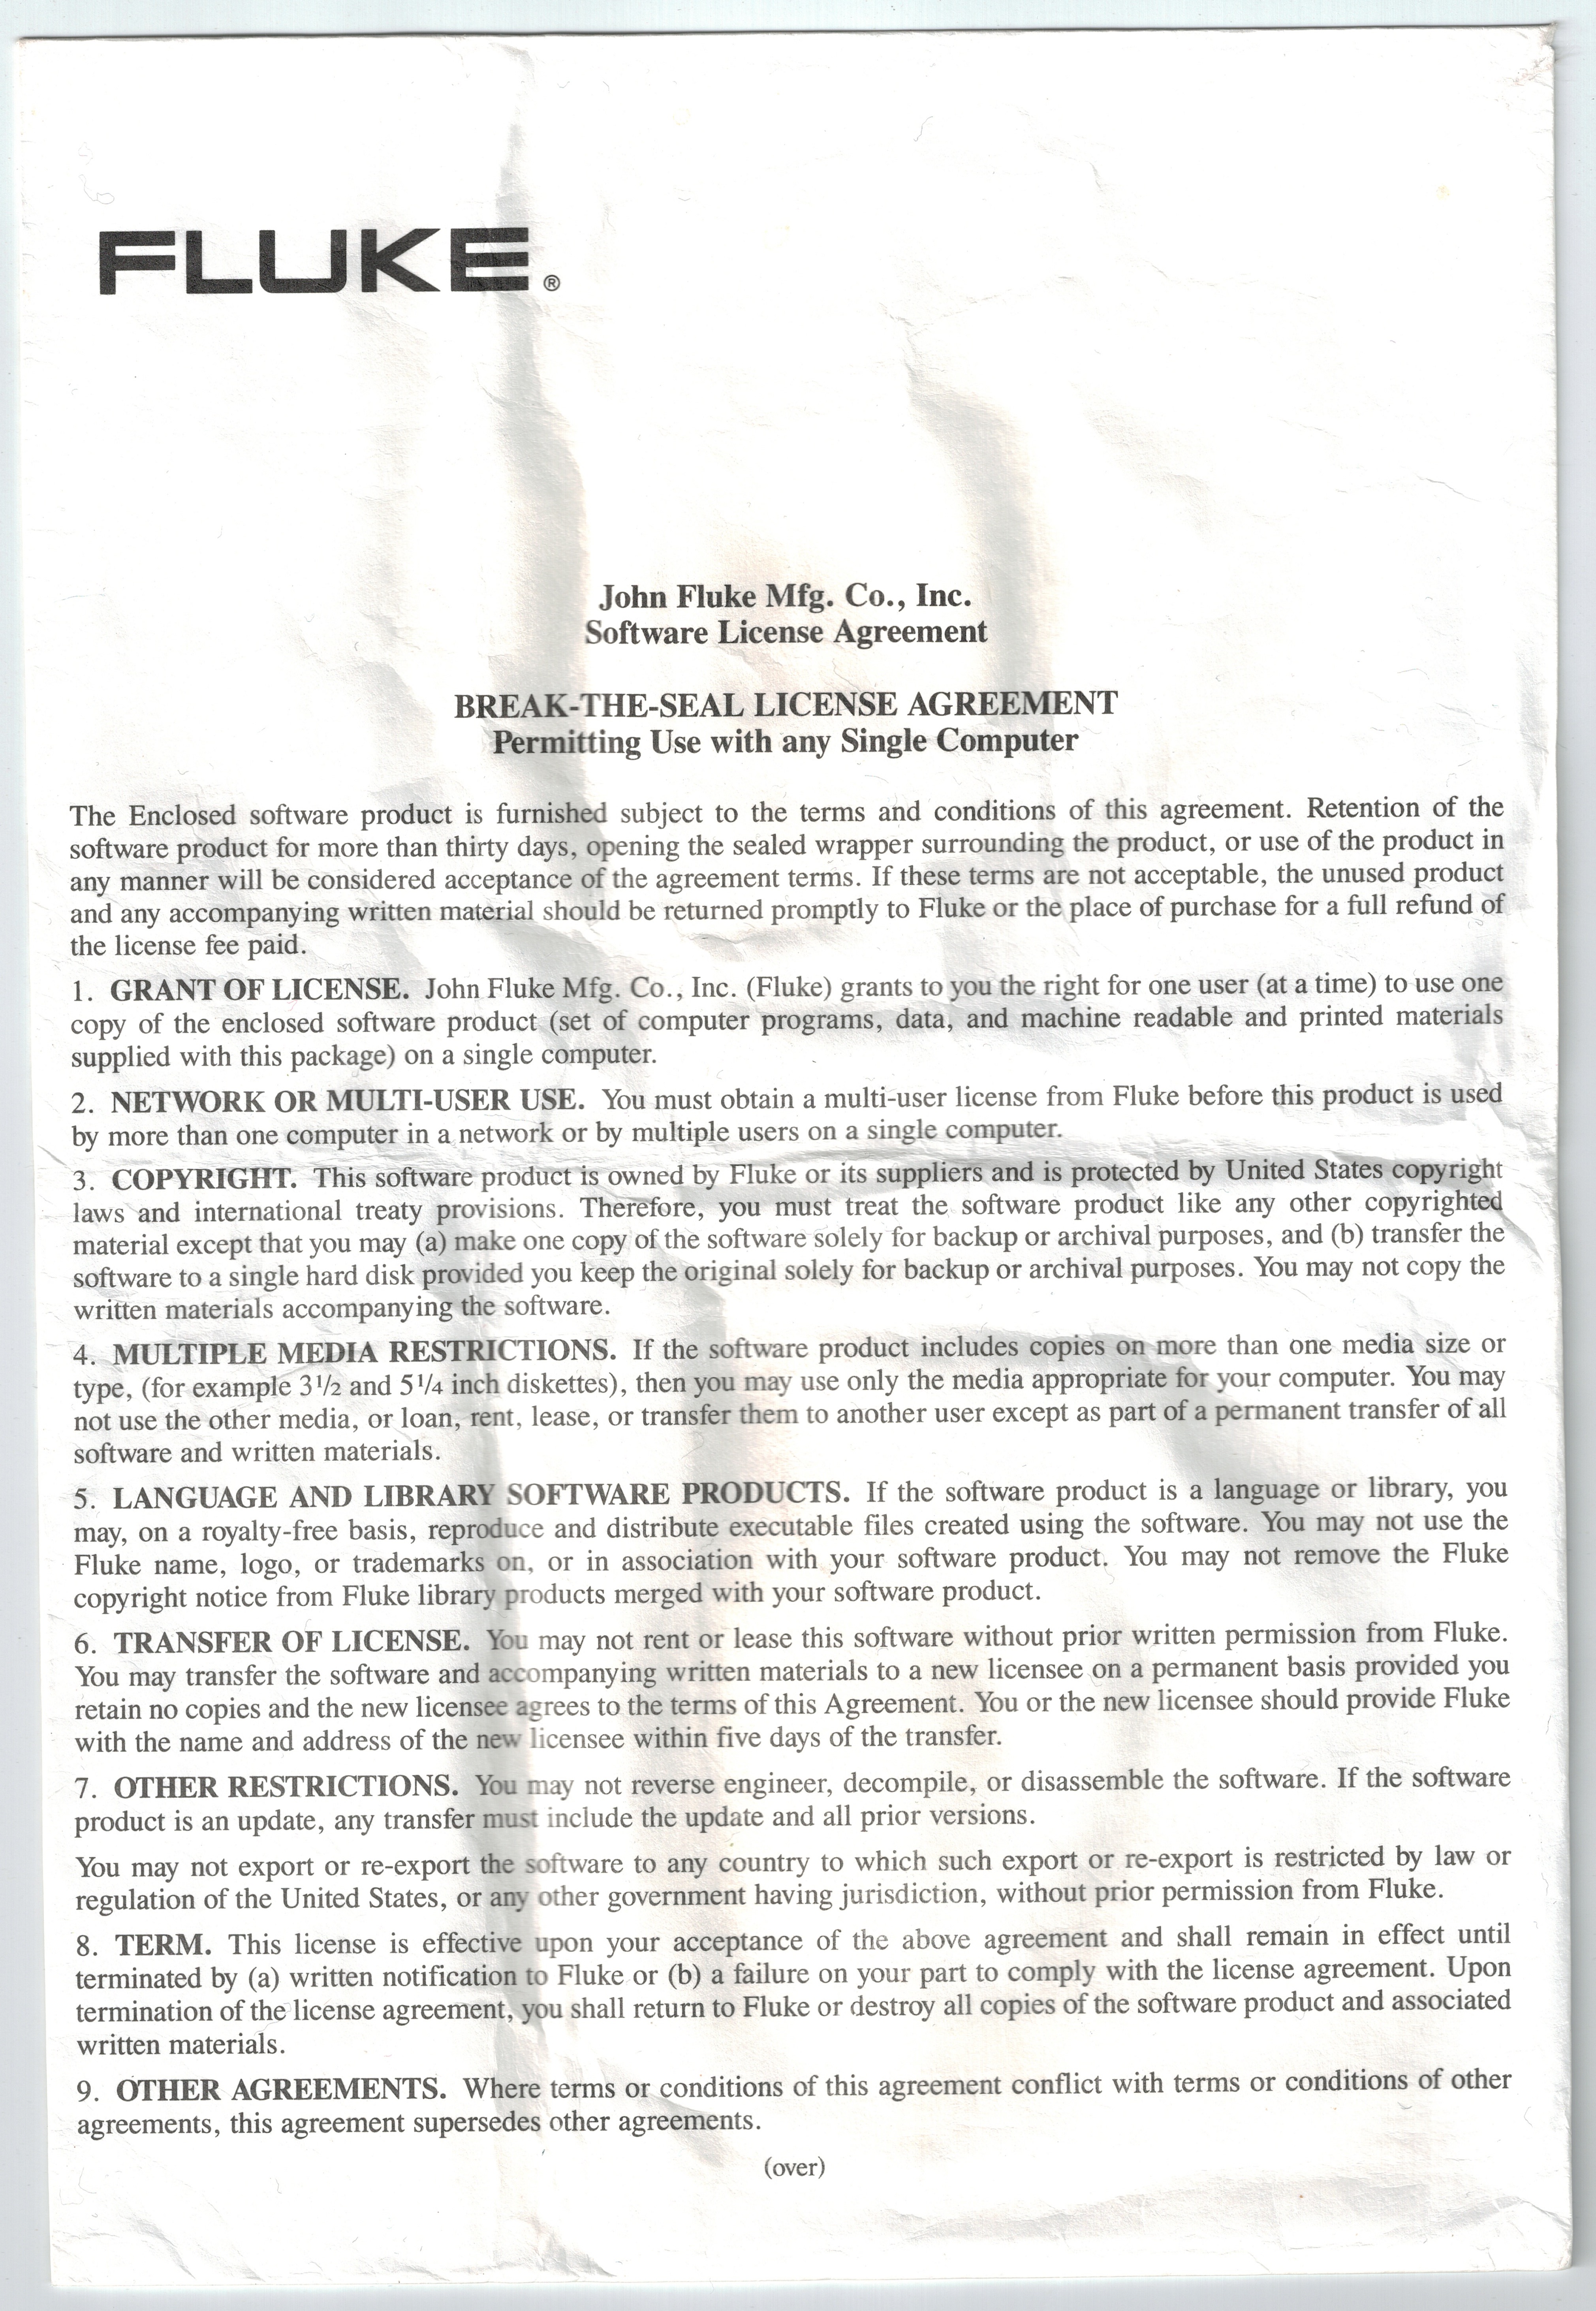 FLUKE®
John Fluke Mfg. Co., Inc.
Software License Agreement
BREAK-THE-SEAL LICENSE AGREEMENT
Permitting Use with any Single Computer
The Enclosed software product is furnished subject to the terms and conditions of this agreement. Retention of the
software product for more than thirty days, opening the sealed wrapper surrounding the product, or use of the product in
any manner will be considered acceptance of the agreement terms. If these terms are not acceptable, the unused product
and any accompanying written material should be returned promptly to Fluke or the place of purchase for a full refund of
the license fee paid.
1. GRANT OF LICENSE. John Fluke Mfg. Co., Inc. (Fluke) grants to you the right for one user (at a time) to use one
copy of the enclosed software product (set of computer programs, data, and machine readable and printed materials
supplied with this package) on a single computer.
2. NETWORK OR MULTI-USER USE. You must obtain a multi-user license from Fluke before this product is used
by more than one computer in a network or by multiple users on a single computer.
3. COPYRIGHT. This software product is owned by Fluke or its suppliers and is protected by United States copyright
laws and international treaty provisions. Therefore, you must treat the software product like any other copyrighted
material except that you may (a) make one copy of the software solely for backup or archival purposes, and (b) transfer the
software to a single hard disk provided you keep the original solely for backup or archival purposes. You may not copy the
written materials accompanying the software.
4. MULTIPLE MEDIA RESTRICTIONS. If the software product includes copies on more than one media size or
type, (for example 3 1/2 and 5 1/4 inch diskettes), then you may use only the media appropriate for your computer. You may
not use the other media, or loan, rent, lease, or transfer them to another user except as part of a permanent transfer of all
software and written materials.
5. LANGUAGE AND LIBRARY SOFTWARE PRODUCTS. If the software product is a language or library, you
may, on a royalty-free basis, reproduce and distribute executable files created using the software. You may not use the
Fluke name, logo, or trademarks on, or in association with your software product. You may not remove the Fluke
copyright notice from Fluke library products merged with your software product.
6. TRANSFER OF LICENSE. You may not rent or lease this software without prior written permission from Fluke.
You may transfer the software and accompanying written materials to a new licensee on a permanent basis provided you
retain no copies and the new licensee agrees to the terms of this Agreement. You or the new licensee should provide Fluke
with the name and address of the new licensee within five days of the transfer.
7. OTHER RESTRICTIONS. You may not reverse engineer, decompile, or disassemble the software. If the software
product is an update, any transfer must include the update and all prior versions.
You may not export or re-export the software to any country to which such export or re-export is restricted by law or
regulation of the United States, or any other government having jurisdiction, without prior permission from Fluke.
8. TERM. This license is effective upon your acceptance of the above agreement and shall remain in effect until
terminated by (a) written notification to Fluke or (b) a failure on your part to comply with the license agreement. Upon
termination of the license agreement, you shall return to Fluke or destroy all copies of the software product and associated
written materials.
9. OTHER AGREEMENTS. Where terms or conditions of this agreement conflict with terms or conditions of other
agreements, this agreement supersedes other agreements.
(over)